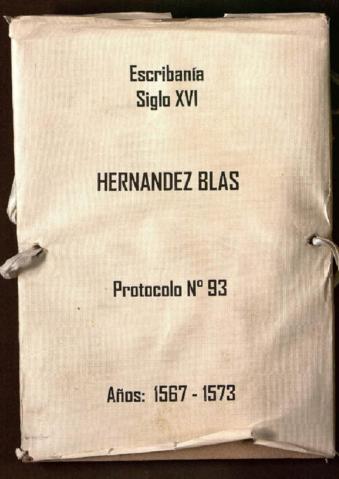 Escribanía
Siglo XVI
HERNANDEZ BLAS
Protocolo Nº 93
Años: 1567 - 1573